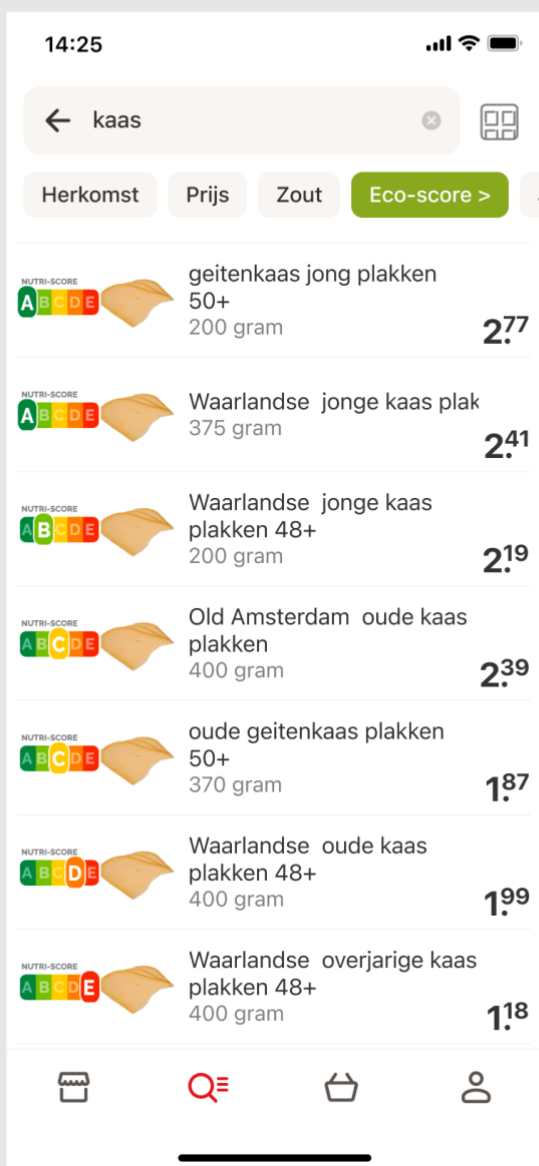 14:25
kaas
Herkomst Prijs Zout Eco-score >
NUTRI-SCORE
A B C D E
geitenkaas jong plakken
50+
200 gram
2.77
NUTRI-SCORE
A B C D E
Waarlandse jonge kaas plak
375 gram
2.41
NUTRI-SCORE
A B C D E
Waarlandse jonge kaas
plakken 48+
200 gram
2.19
NUTRI-SCORE
A B C D E
Old Amsterdam oude kaas
plakken
400 gram
2.39
NUTRI-SCORE
A B C D E
oude geitenkaas plakken
50+
370 gram
1.87
NUTRI-SCORE
A B C D E
Waarlandse oude kaas
plakken 48+
400 gram
1.99
NUTRI-SCORE
A B C D E
Waarlandse overjarige kaas
plakken 48+
400 gram
1.18